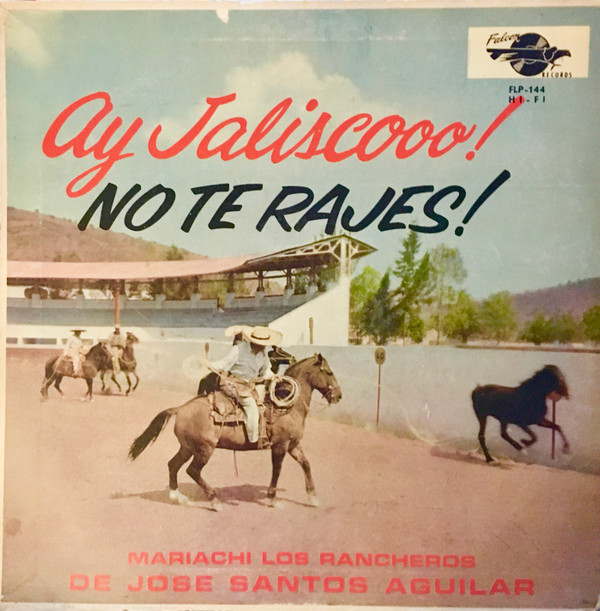 Falcon
RECORDS
FLP-144
HI-FI
Ay Jaliscooo!
NO TE RAJES!
MARIACHI LOS RANCHEROS
DE JOSE SANTOS AGUILAR